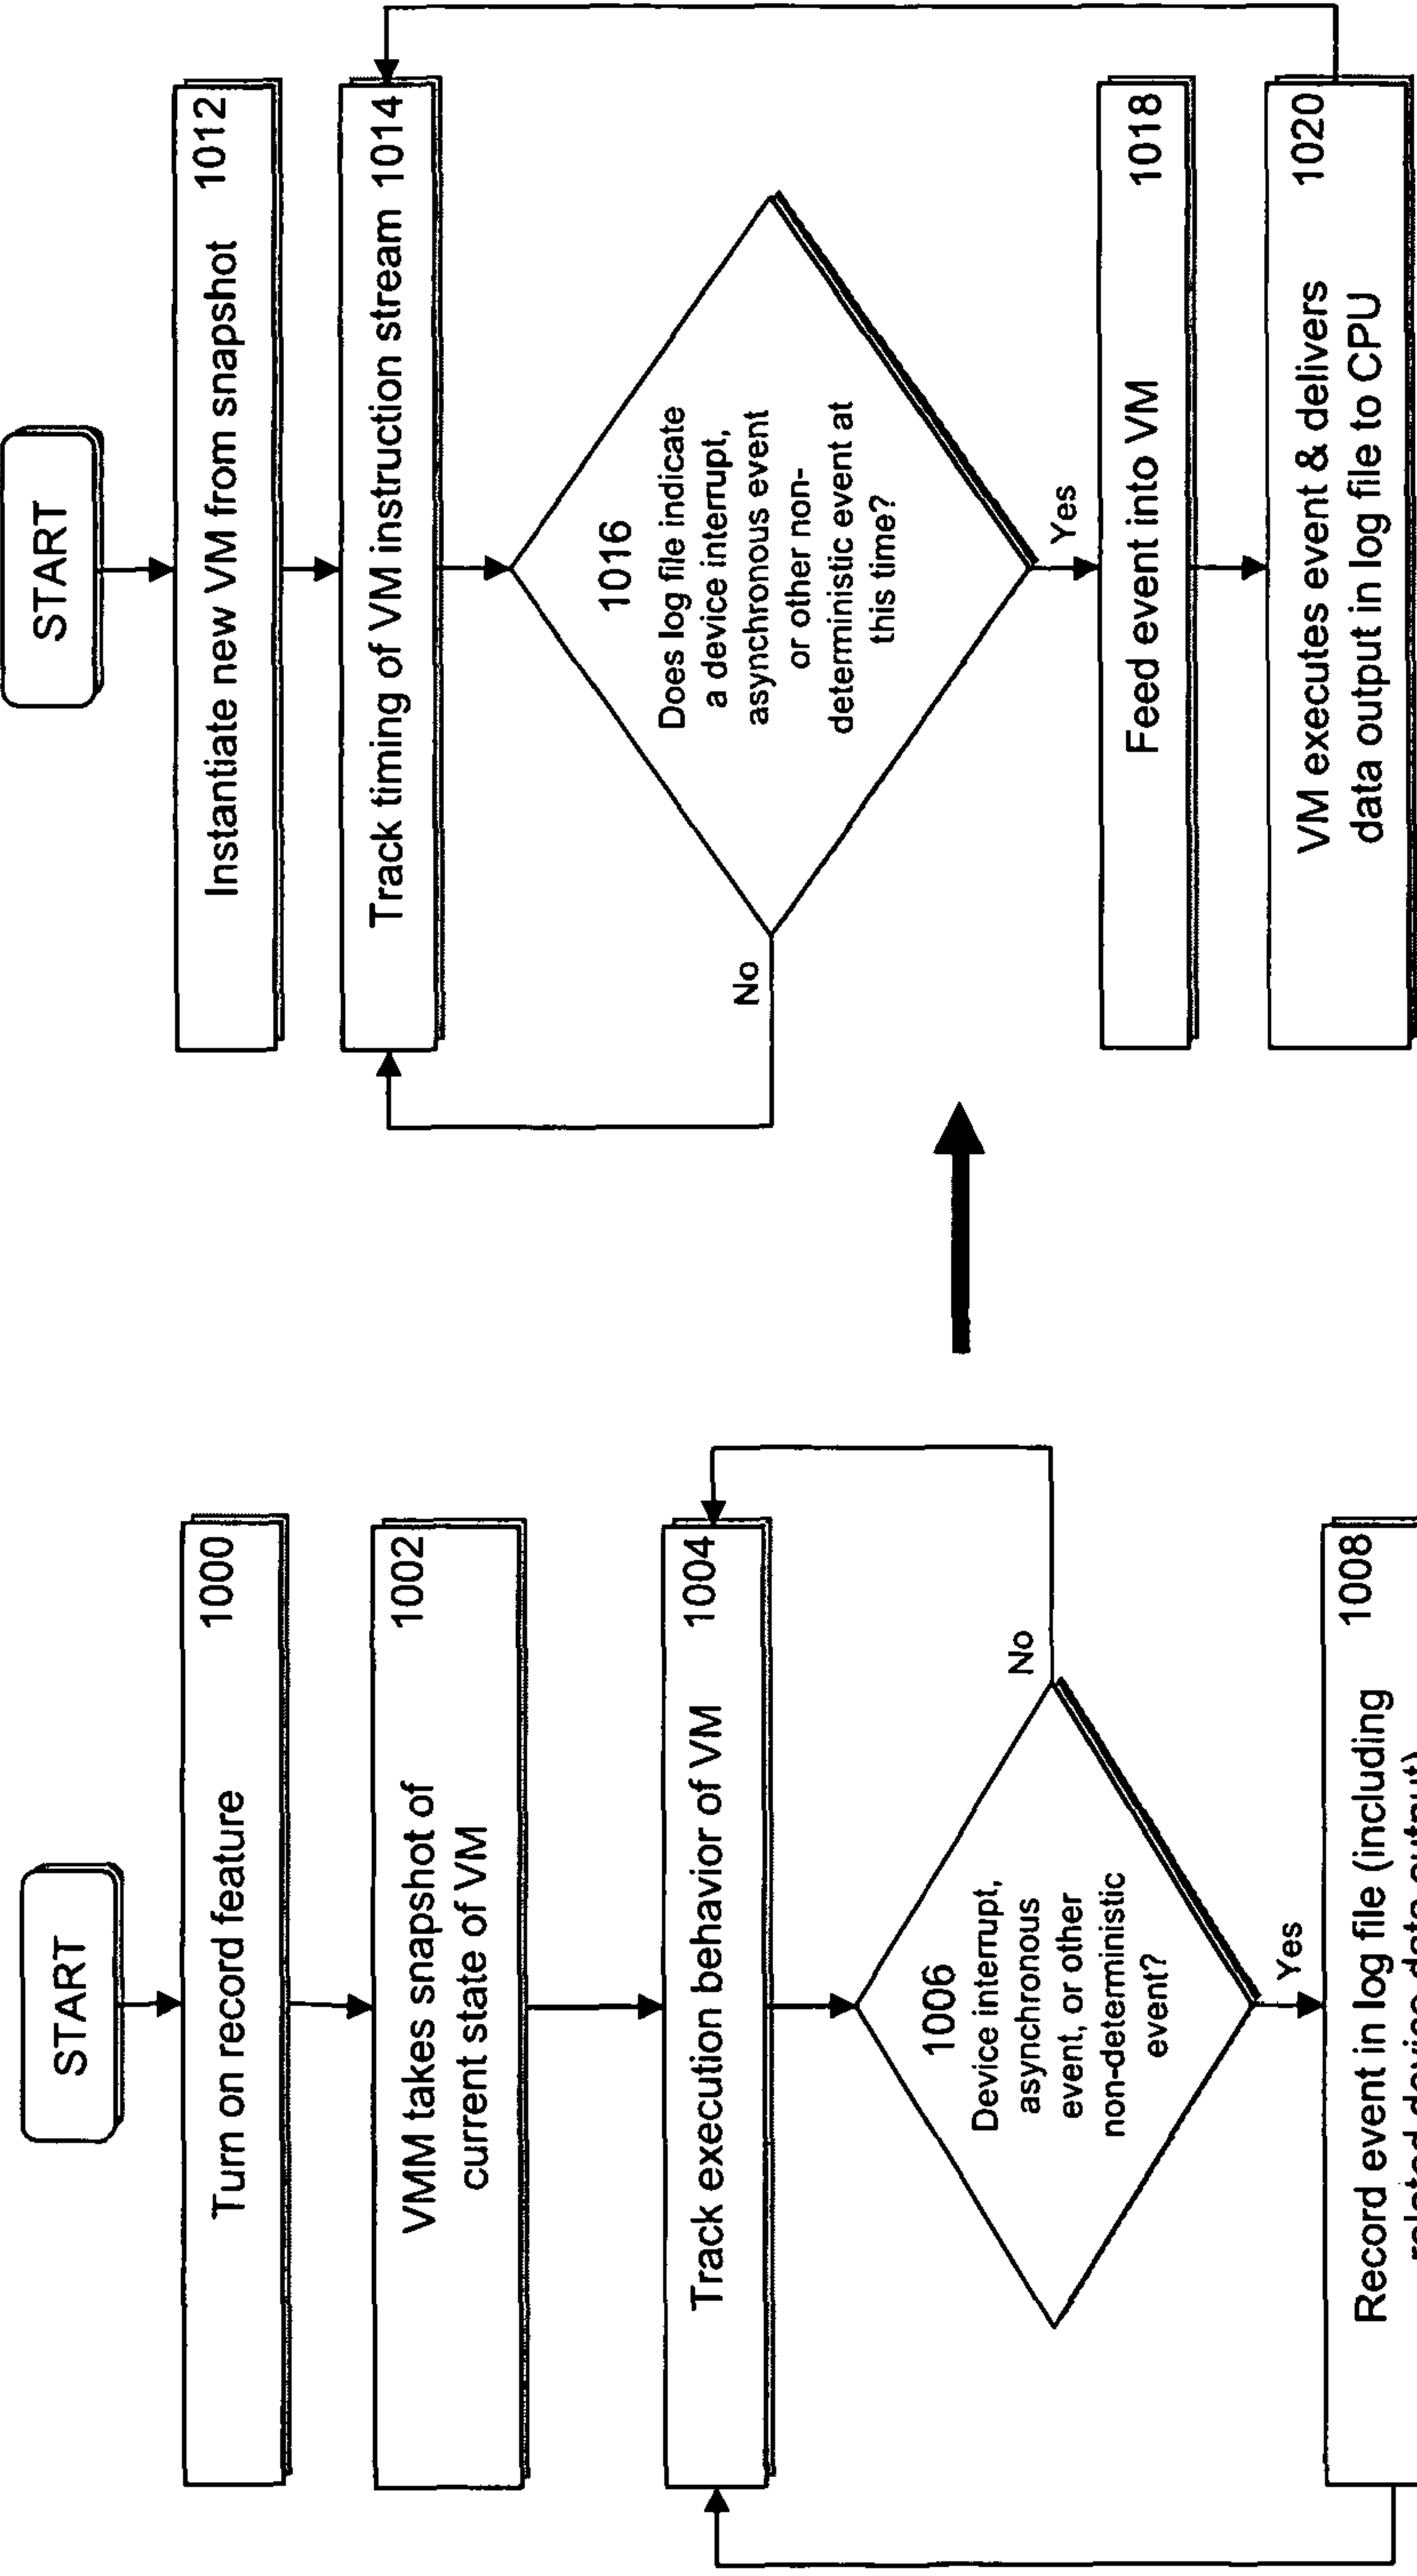 START
Turn on record feature 1000
VMM takes snapshot of 1002
current state of VM
Track execution behavior of VM 1004
1006
Device interrupt,
asynchronous
event, or other
non-deterministic
event?
No
Yes
Record event in log file (including 1008
related device data output)
START
Instantiate new VM from snapshot 1012
Track timing of VM instruction stream 1014
1016
Does log file indicate
a device interrupt,
asynchronous event
or other non-
deterministic event at
this time?
No
Yes
Feed event into VM 1018
VM executes event & delivers 1020
data output in log file to CPU